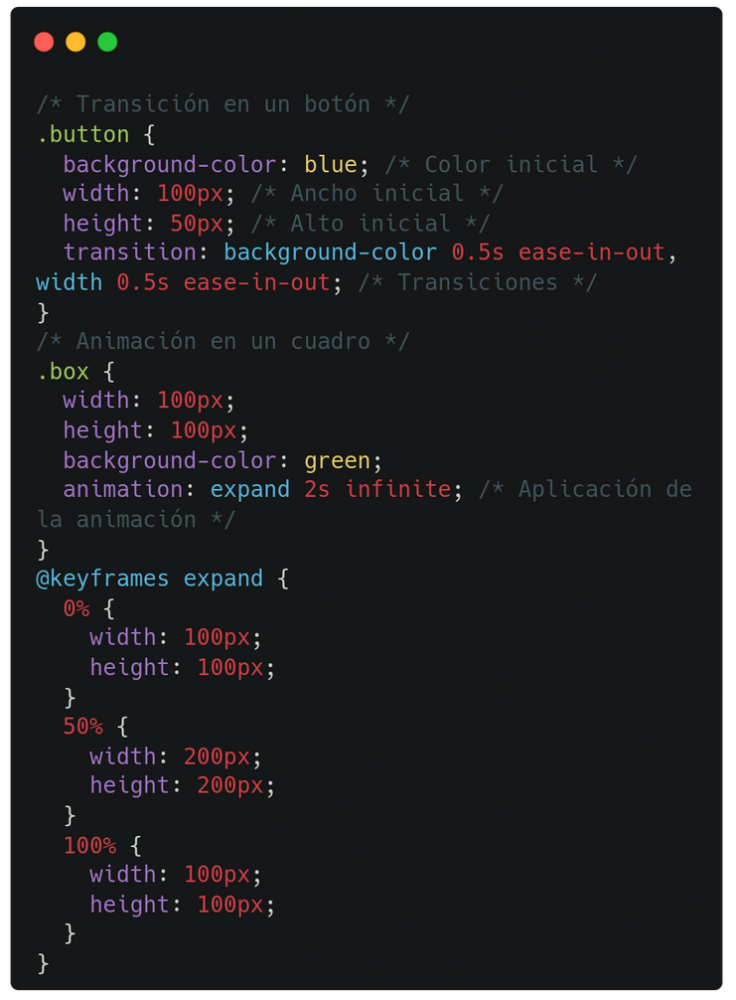 /* Transición en un botón */
.button {
  background-color: blue; /* Color inicial */
  width: 100px; /* Ancho inicial */
  height: 50px; /* Alto inicial */
  transition: background-color 0.5s ease-in-out,
width 0.5s ease-in-out; /* Transiciones */
}
/* Animación en un cuadro */
.box {
  width: 100px;
  height: 100px;
  background-color: green;
  animation: expand 2s infinite; /* Aplicación de
la animación */
}
@keyframes expand {
  0% {
    width: 100px;
    height: 100px;
  }
  50% {
    width: 200px;
    height: 200px;
  }
  100% {
    width: 100px;
    height: 100px;
  }
}